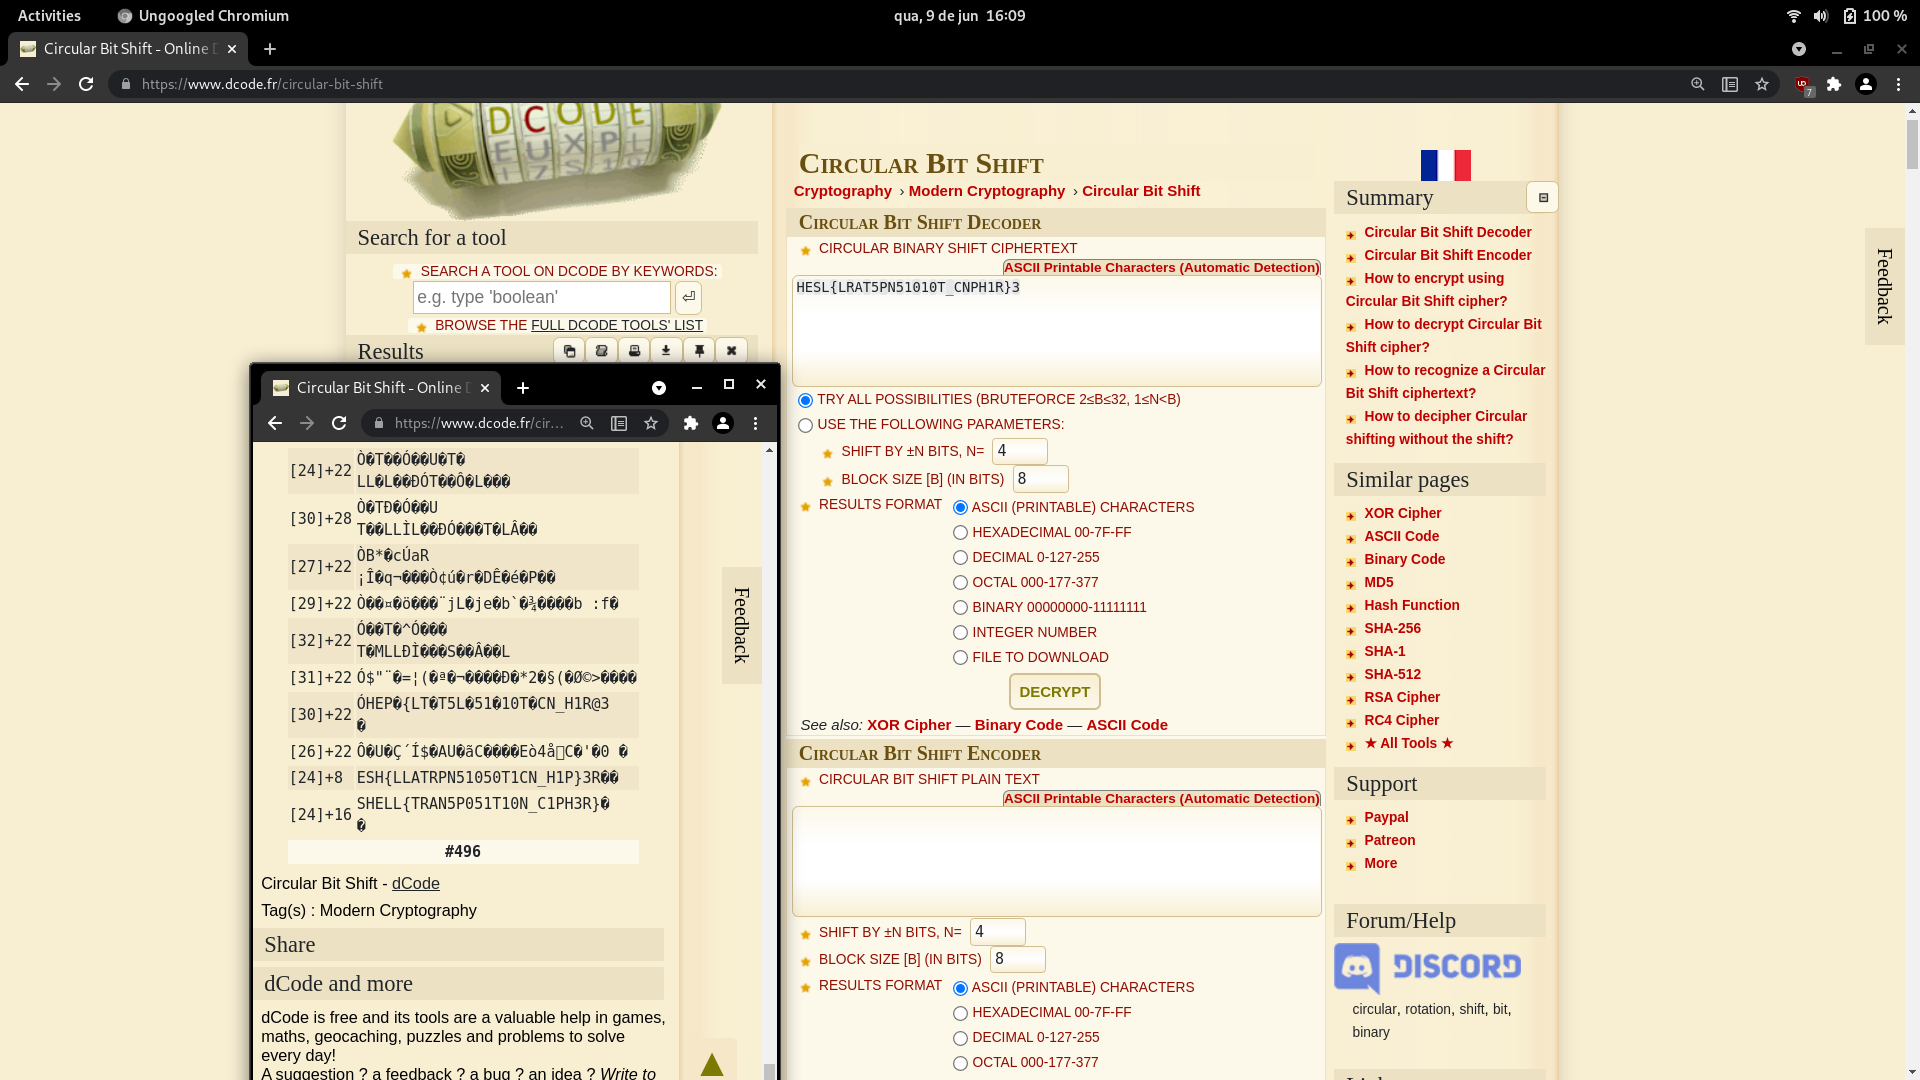 Activities
Ungoogled Chromium
qua, 9 de jun 16:09
100 %
Circular Bit Shift - Online
https://www.dcode.fr/circular-bit-shift
7
DCODE
EUXPL
Search for a tool
SEARCH A TOOL ON DCODE BY KEYWORDS:
e.g. type 'boolean'
BROWSE THE FULL DCODE TOOLS' LIST
Results
Circular Bit Shift - Online
https://www.dcode.fr/cir...
[24]+22 Ò�T��Ó��U�T�
LL�L��ÐÓT��Ô�L���
[30]+28 Ò�TÐ�Ó��U
T��LLÌL��ÐÓ���T�LÂ��
[27]+22 ÒB*�cÚaR
¡Î�q¬���Ò¢ú�r�DÊ�é�P��
[29]+22 Ò��¤�ö���¨jL�je�b`�¾����b :f�
[32]+22 Ó��T�^Ó���
T�MLLÐÌ���S��Â��L
[31]+22 Ó$"¨�=¦(�ª�¬����Ð�*2�§(�Ø©>����
[30]+22 ÓHEP�{LT�T5L�51�10T�CN_H1R@3
�
[26]+22 Ô�U�Ç´Í$�AU�ãC����Eò4åC�'�0 �
[24]+8 ESH{LLATRPN51050T1CN_H1P}3R��
[24]+16 SHELL{TRAN5P051T10N_C1PH3R}�
�
#496
Circular Bit Shift - dCode
Tag(s) : Modern Cryptography
Share
dCode and more
dCode is free and its tools are a valuable help in games,
maths, geocaching, puzzles and problems to solve
every day!
A suggestion ? a feedback ? a bug ? an idea ? Write to
Feedback
Circular Bit Shift
Cryptography › Modern Cryptography › Circular Bit Shift
Circular Bit Shift Decoder
CIRCULAR BINARY SHIFT CIPHERTEXT
ASCII Printable Characters (Automatic Detection)
HESL{LRAT5PN51010T_CNPH1R}3
TRY ALL POSSIBILITIES (BRUTEFORCE 2≤B≤32, 1≤N<B)
USE THE FOLLOWING PARAMETERS:
SHIFT BY ±N BITS, N= 4
BLOCK SIZE [B] (IN BITS) 8
RESULTS FORMAT
ASCII (PRINTABLE) CHARACTERS
HEXADECIMAL 00-7F-FF
DECIMAL 0-127-255
OCTAL 000-177-377
BINARY 00000000-11111111
INTEGER NUMBER
FILE TO DOWNLOAD
DECRYPT
See also: XOR Cipher — Binary Code — ASCII Code
Circular Bit Shift Encoder
CIRCULAR BIT SHIFT PLAIN TEXT
ASCII Printable Characters (Automatic Detection)
SHIFT BY ±N BITS, N= 4
BLOCK SIZE [B] (IN BITS) 8
RESULTS FORMAT
ASCII (PRINTABLE) CHARACTERS
HEXADECIMAL 00-7F-FF
DECIMAL 0-127-255
OCTAL 000-177-377
Summary
Circular Bit Shift Decoder
Circular Bit Shift Encoder
How to encrypt using
Circular Bit Shift cipher?
How to decrypt Circular Bit
Shift cipher?
How to recognize a Circular
Bit Shift ciphertext?
How to decipher Circular
shifting without the shift?
Similar pages
XOR Cipher
ASCII Code
Binary Code
MD5
Hash Function
SHA-256
SHA-1
SHA-512
RSA Cipher
RC4 Cipher
★ All Tools ★
Support
Paypal
Patreon
More
Forum/Help
DISCORD
circular, rotation, shift, bit,
binary
Feedback